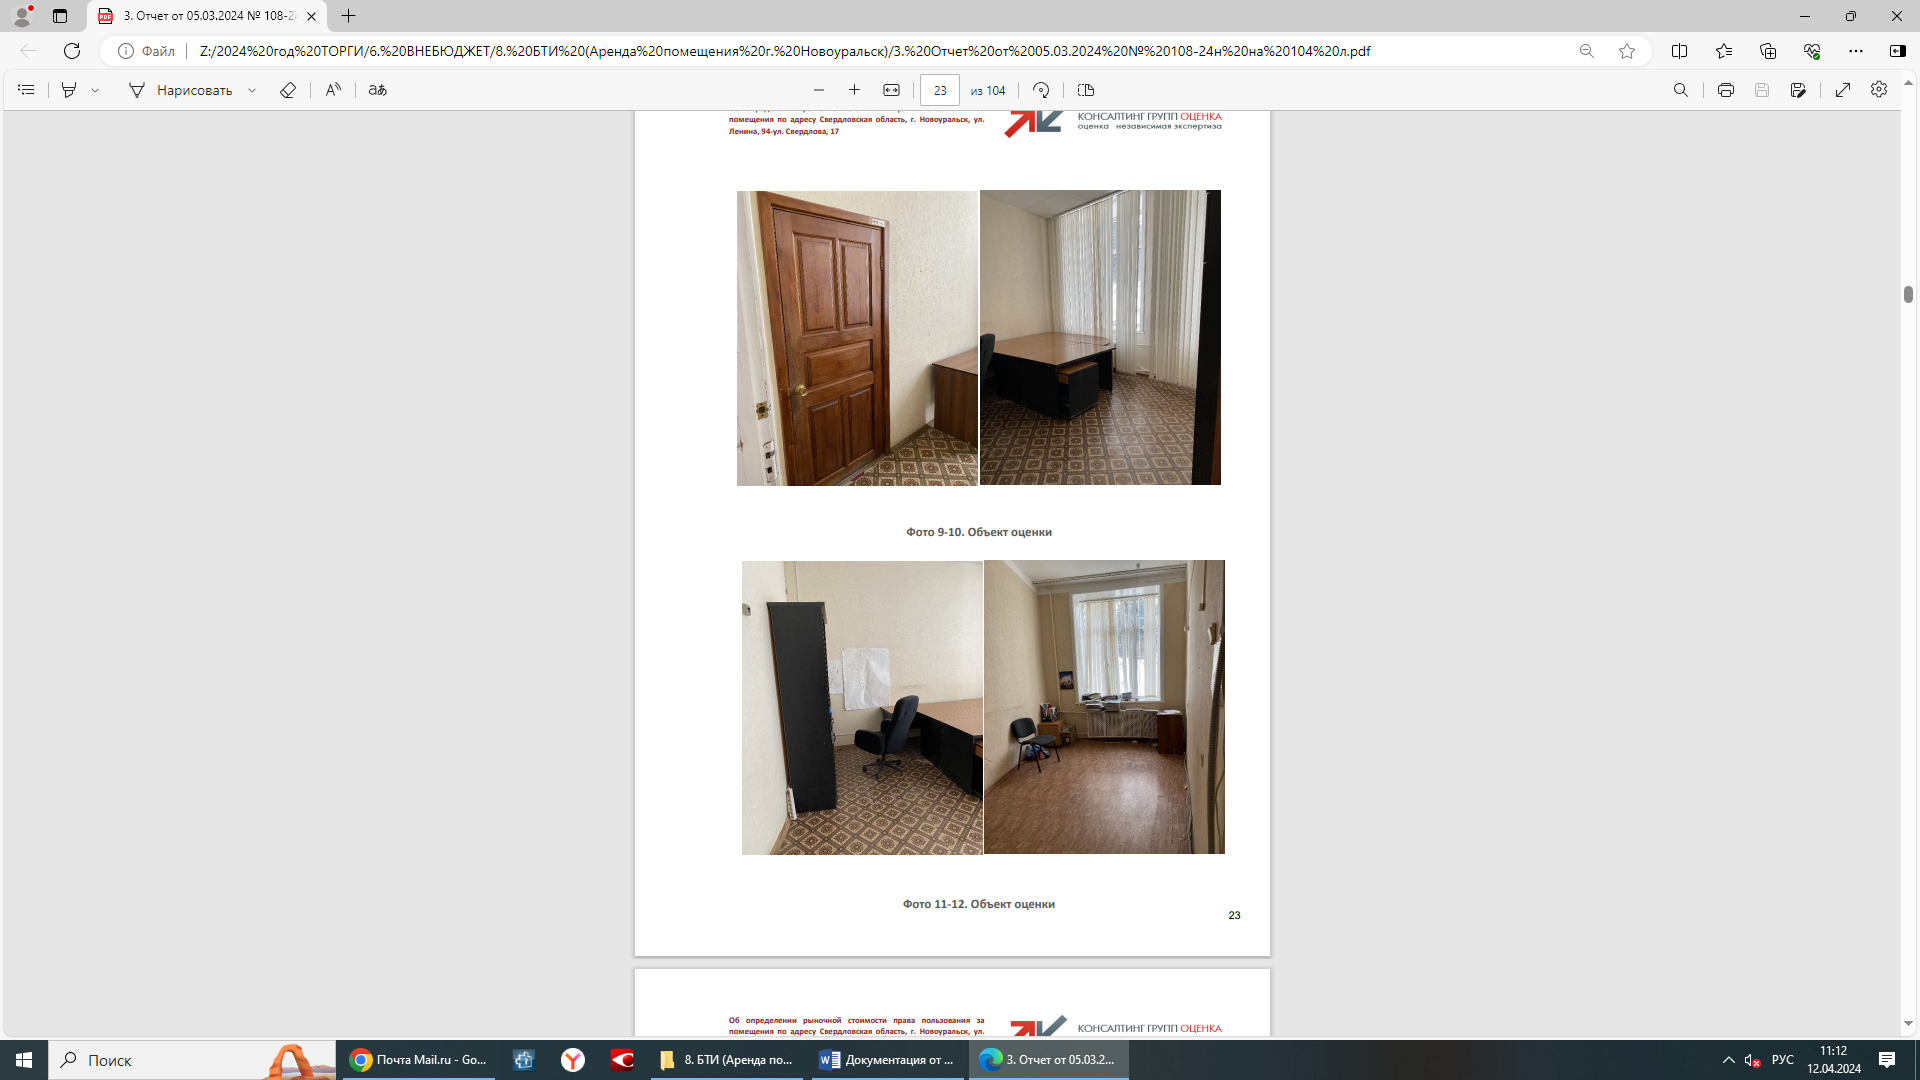 3. Отчет от 05.03.2024 № 108-24
Файл
Z:/2024%20год%20ТОРГИ/6.%20ВНЕБЮДЖЕТ/8.%20БТИ%20(Аренда%20помещения%20г.%20Новоуральск)/3.%20Отчет%20от%2005.03.2024%20№%20108-24н%20на%20104%20л.pdf
Нарисовать
23
из 104
помещения по адресу Свердловская область, г. Новоуральск, ул.
Ленина, 94-ул. Свердлова, 17
КОНСАЛТИНГ ГРУПП ОЦЕНКА
оценка независимая экспертиза
Фото 9-10. Объект оценки
Фото 11-12. Объект оценки
23
Об определении рыночной стоимости права пользования за
помещения по адресу Свердловская область, г. Новоуральск, ул.
КОНСАЛТИНГ ГРУПП ОЦЕНКА
Поиск
Почта Mail.ru - Go...
8. БТИ (Аренда по...
Документация от ...
3. Отчет от 05.03.2...
РУС
11:12
12.04.2024